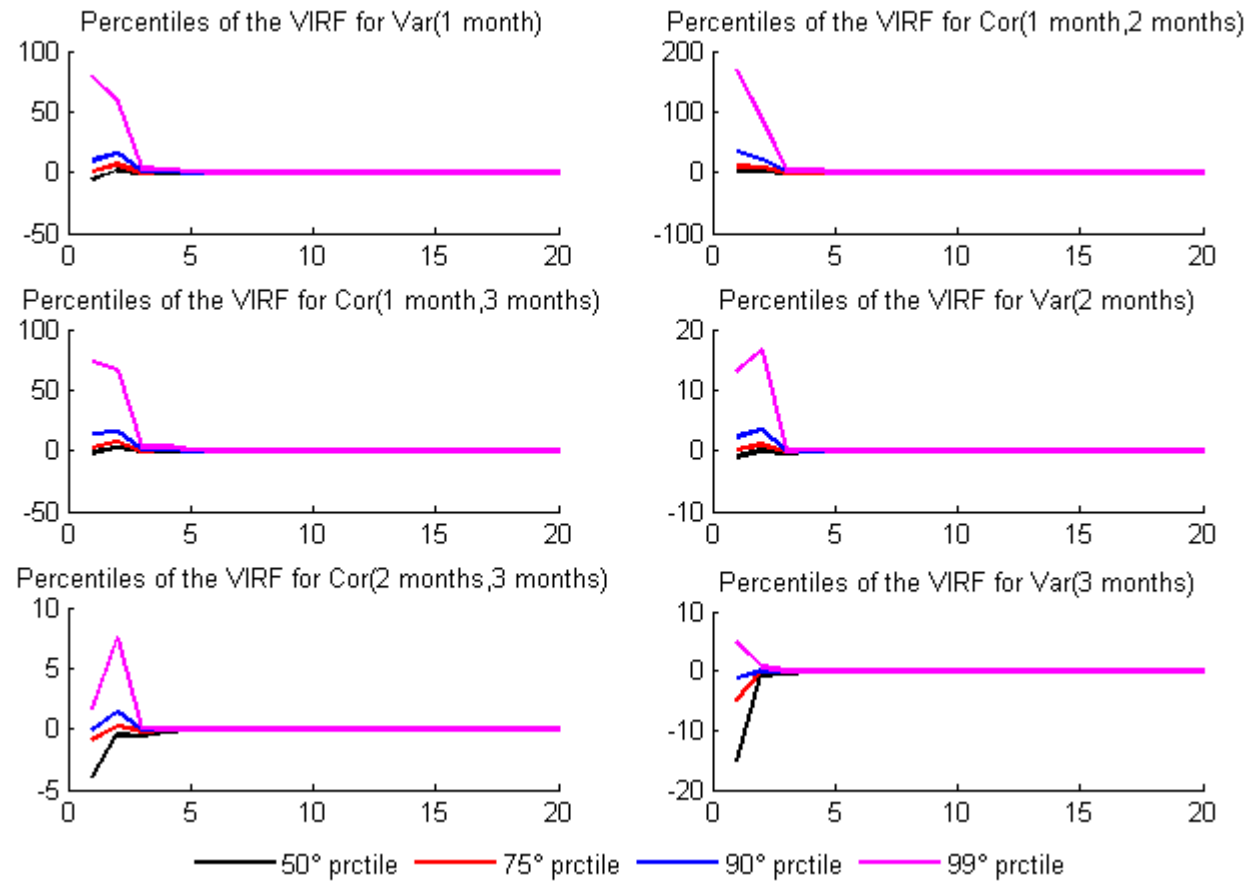 Percentiles of the VIRF for Var(1 month)
100
50
0
-50
0 5 10 15 20
Percentiles of the VIRF for Cor(1 month,2 months)
200
100
0
-100
0 5 10 15 20
Percentiles of the VIRF for Cor(1 month,3 months)
100
50
0
-50
0 5 10 15 20
Percentiles of the VIRF for Var(2 months)
20
10
0
-10
0 5 10 15 20
Percentiles of the VIRF for Cor(2 months,3 months)
10
5
0
-5
0 5 10 15 20
Percentiles of the VIRF for Var(3 months)
10
0
-10
-20
0 5 10 15 20
50° prctile 75° prctile 90° prctile 99° prctile